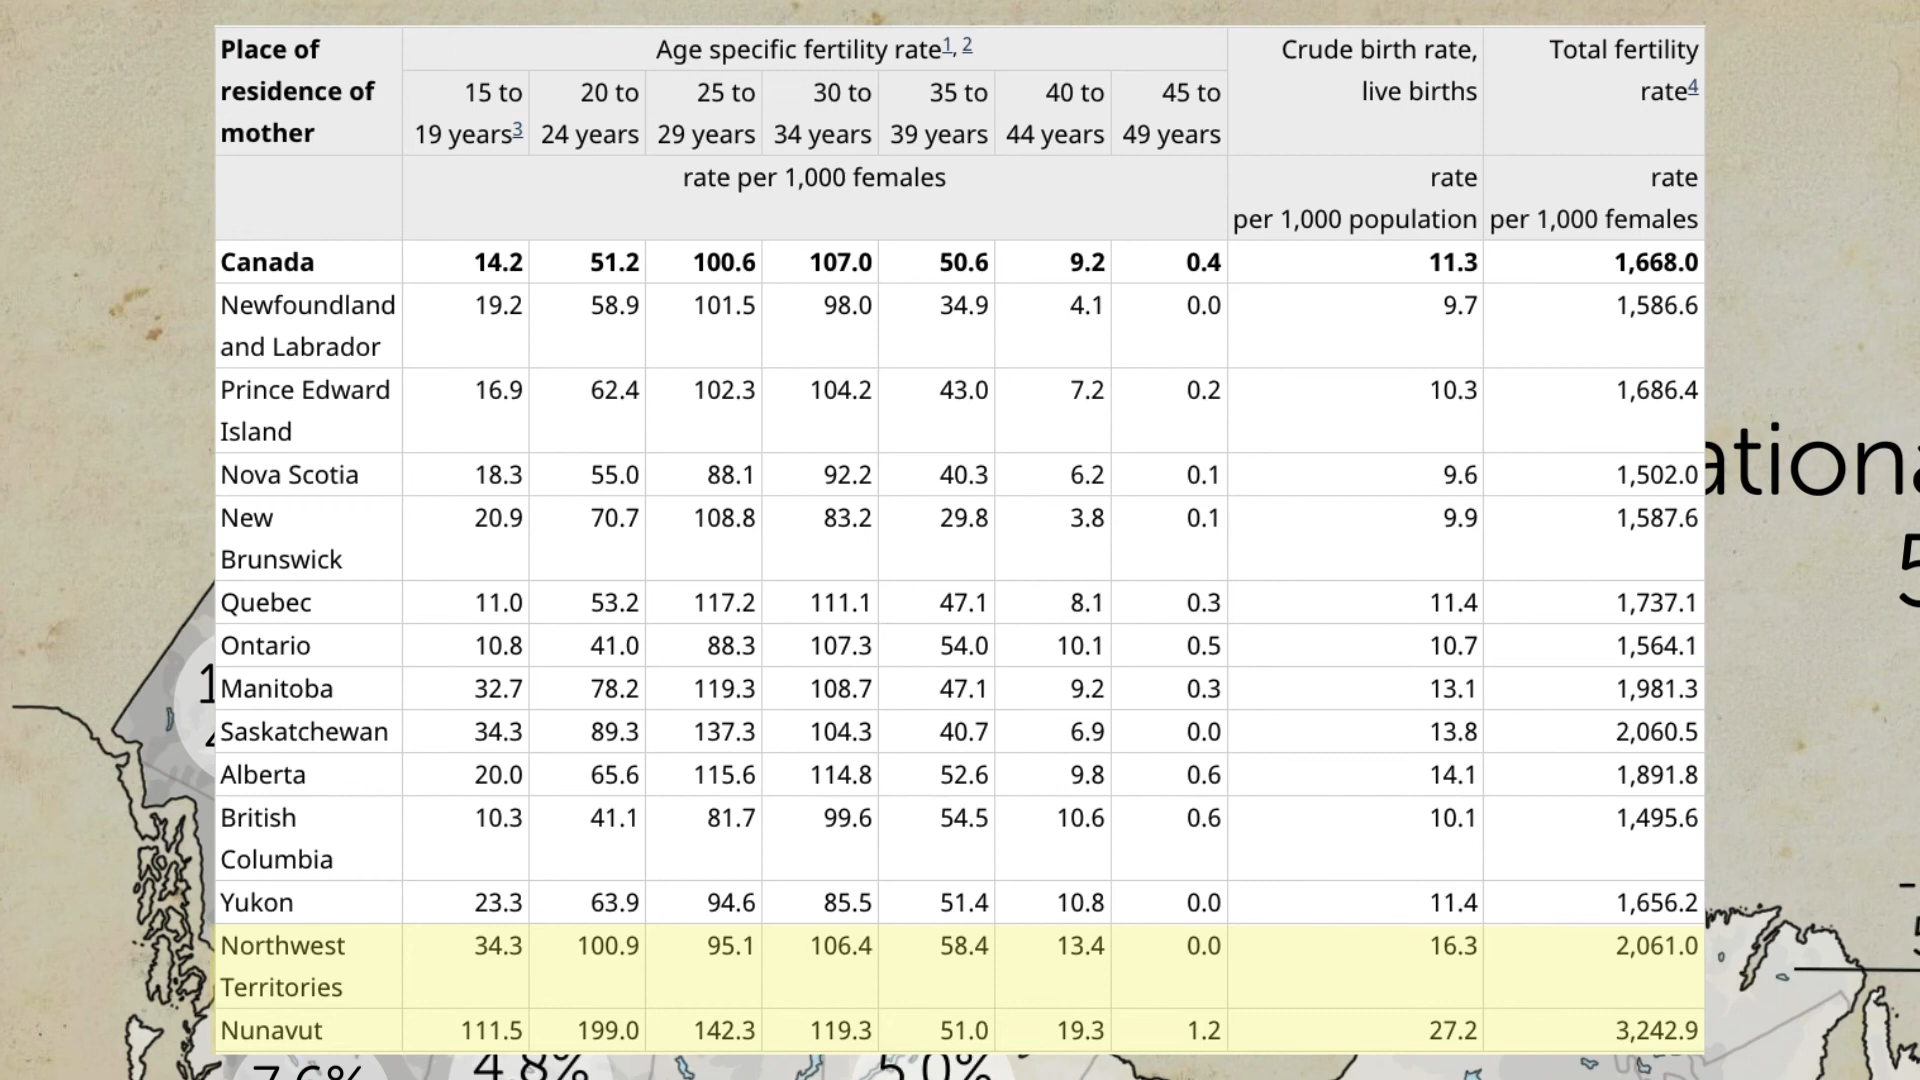 Place of
residence of
mother
Age specific fertility rate1, 2
Crude birth rate,
live births
Total fertility
rate4
15 to
19 years3
20 to
24 years
25 to
29 years
30 to
34 years
35 to
39 years
40 to
44 years
45 to
49 years
rate per 1,000 females
rate
per 1,000 population
rate
per 1,000 females
Canada 14.2 51.2 100.6 107.0 50.6 9.2 0.4 11.3 1,668.0
Newfoundland 19.2 58.9 101.5 98.0 34.9 4.1 0.0 9.7 1,586.6
and Labrador
Prince Edward 16.9 62.4 102.3 104.2 43.0 7.2 0.2 10.3 1,686.4
Island
Nova Scotia 18.3 55.0 88.1 92.2 40.3 6.2 0.1 9.6 1,502.0
New 20.9 70.7 108.8 83.2 29.8 3.8 0.1 9.9 1,587.6
Brunswick
Quebec 11.0 53.2 117.2 111.1 47.1 8.1 0.3 11.4 1,737.1
Ontario 10.8 41.0 88.3 107.3 54.0 10.1 0.5 10.7 1,564.1
Manitoba 32.7 78.2 119.3 108.7 47.1 9.2 0.3 13.1 1,981.3
Saskatchewan 34.3 89.3 137.3 104.3 40.7 6.9 0.0 13.8 2,060.5
Alberta 20.0 65.6 115.6 114.8 52.6 9.8 0.6 14.1 1,891.8
British 10.3 41.1 81.7 99.6 54.5 10.6 0.6 10.1 1,495.6
Columbia
Yukon 23.3 63.9 94.6 85.5 51.4 10.8 0.0 11.4 1,656.2
Northwest 34.3 100.9 95.1 106.4 58.4 13.4 0.0 16.3 2,061.0
Territories
Nunavut 111.5 199.0 142.3 119.3 51.0 19.3 1.2 27.2 3,242.9
7.6% 4.8% 5.0%